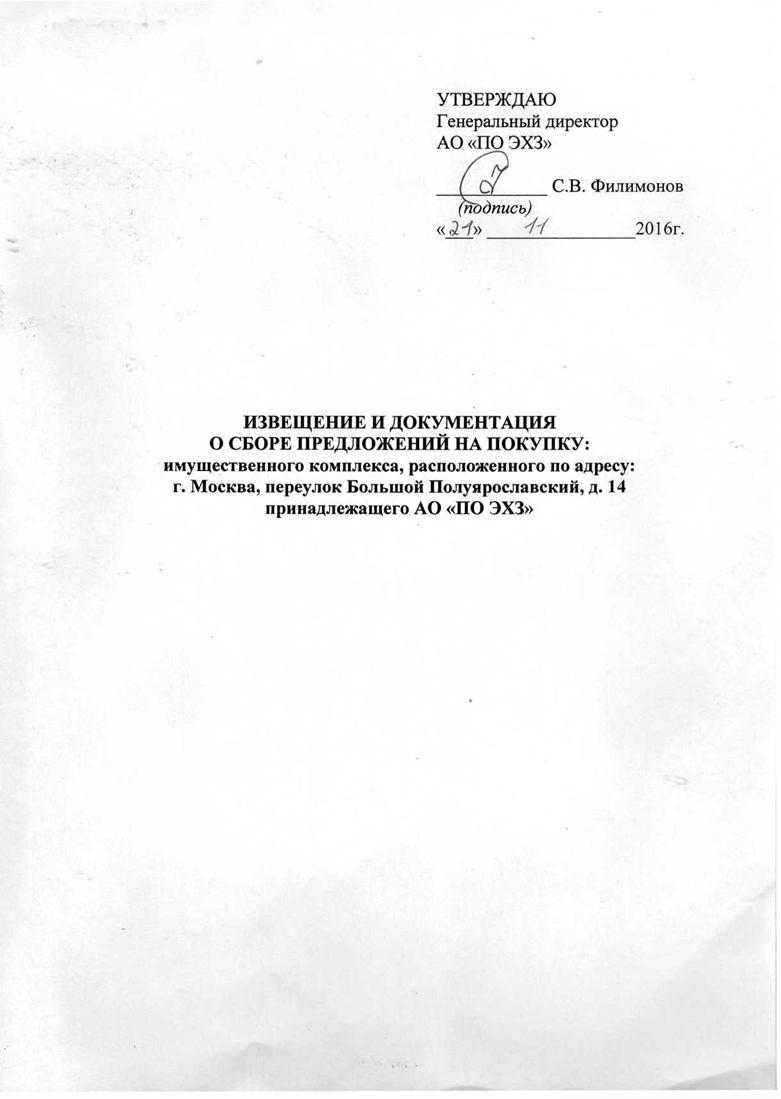 УТВЕРЖДАЮ
Генеральный директор
АО «ПО ЭХЗ»
С.В. Филимонов
(подпись)
«21» 11 2016г.
ИЗВЕЩЕНИЕ И ДОКУМЕНТАЦИЯ
О СБОРЕ ПРЕДЛОЖЕНИЙ НА ПОКУПКУ:
имущественного комплекса, расположенного по адресу:
г. Москва, переулок Большой Полуярославский, д. 14
принадлежащего АО «ПО ЭХЗ»